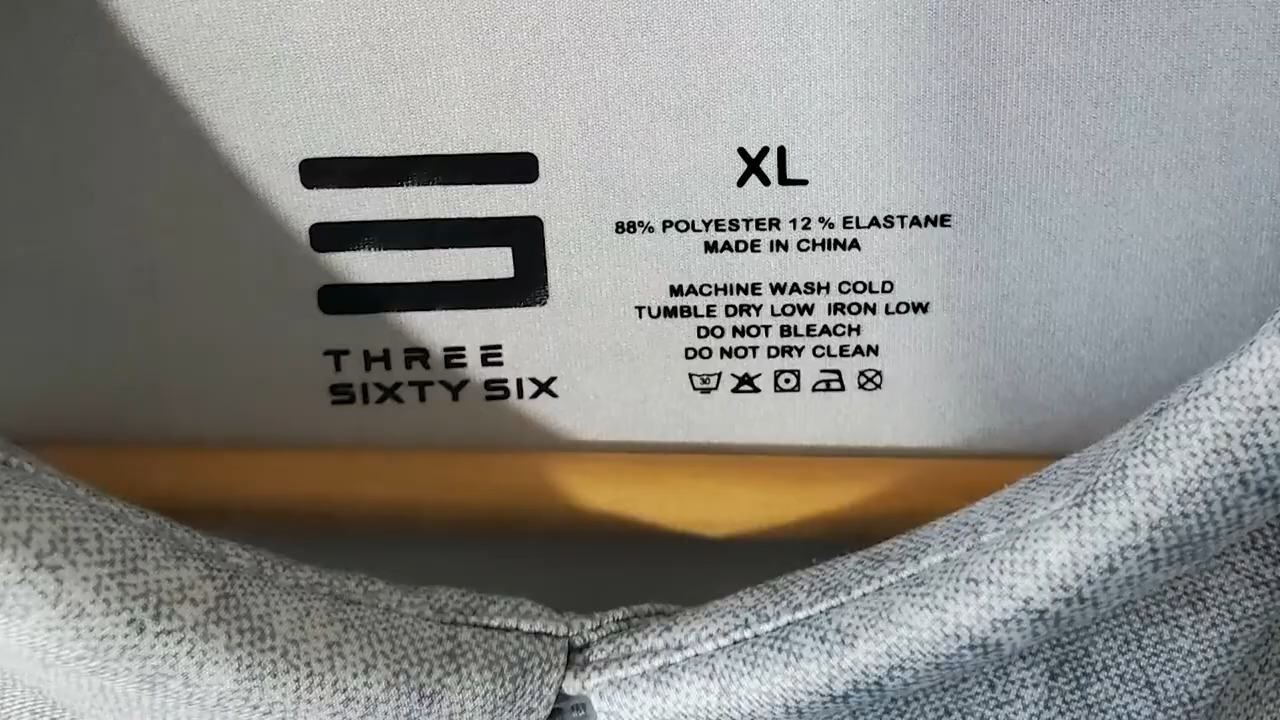 THREE
SIXTY SIX
XL
88% POLYESTER 12 % ELASTANE
MADE IN CHINA
MACHINE WASH COLD
TUMBLE DRY LOW IRON LOW
DO NOT BLEACH
DO NOT DRY CLEAN
30